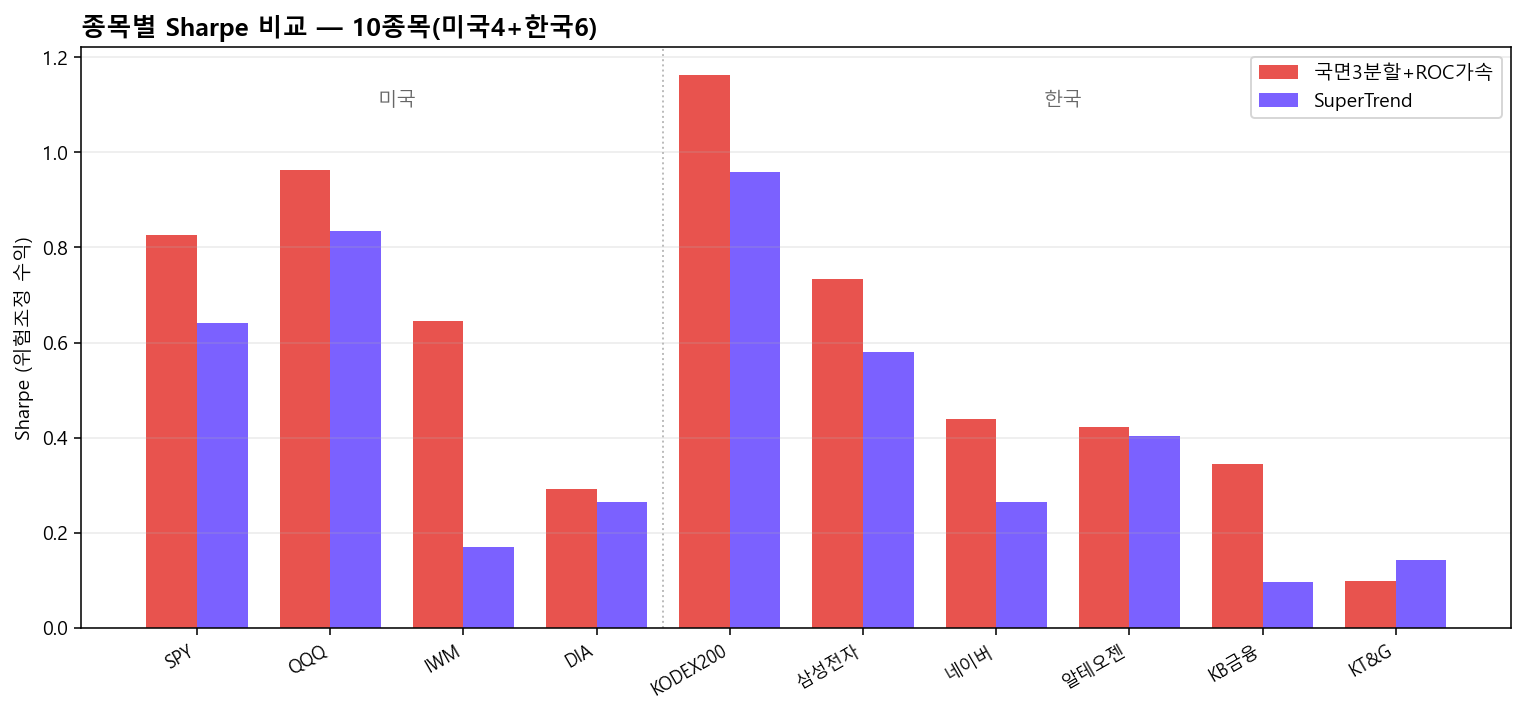 종목별 Sharpe 비교 — 10종목(미국4+한국6)
국면3분할+ROC가속
SuperTrend
미국
한국
Sharpe (위험조정 수익)
1.2
1.0
0.8
0.6
0.4
0.2
0.0
SPY
QQQ
IWM
DIA
KODEX200
삼성전자
네이버
알테오젠
KB금융
KT&G